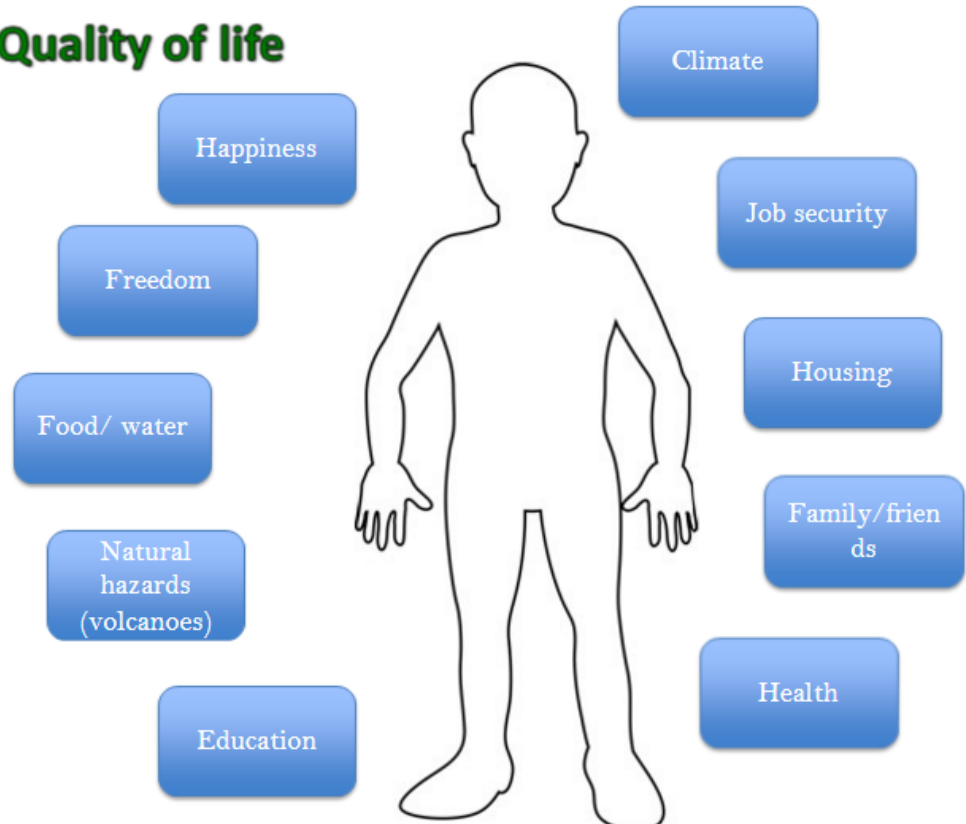 Quality of life
Climate
Happiness
Job security
Freedom
Housing
Food/ water
Family/frien
ds
Natural
hazards
(volcanoes)
Health
Education